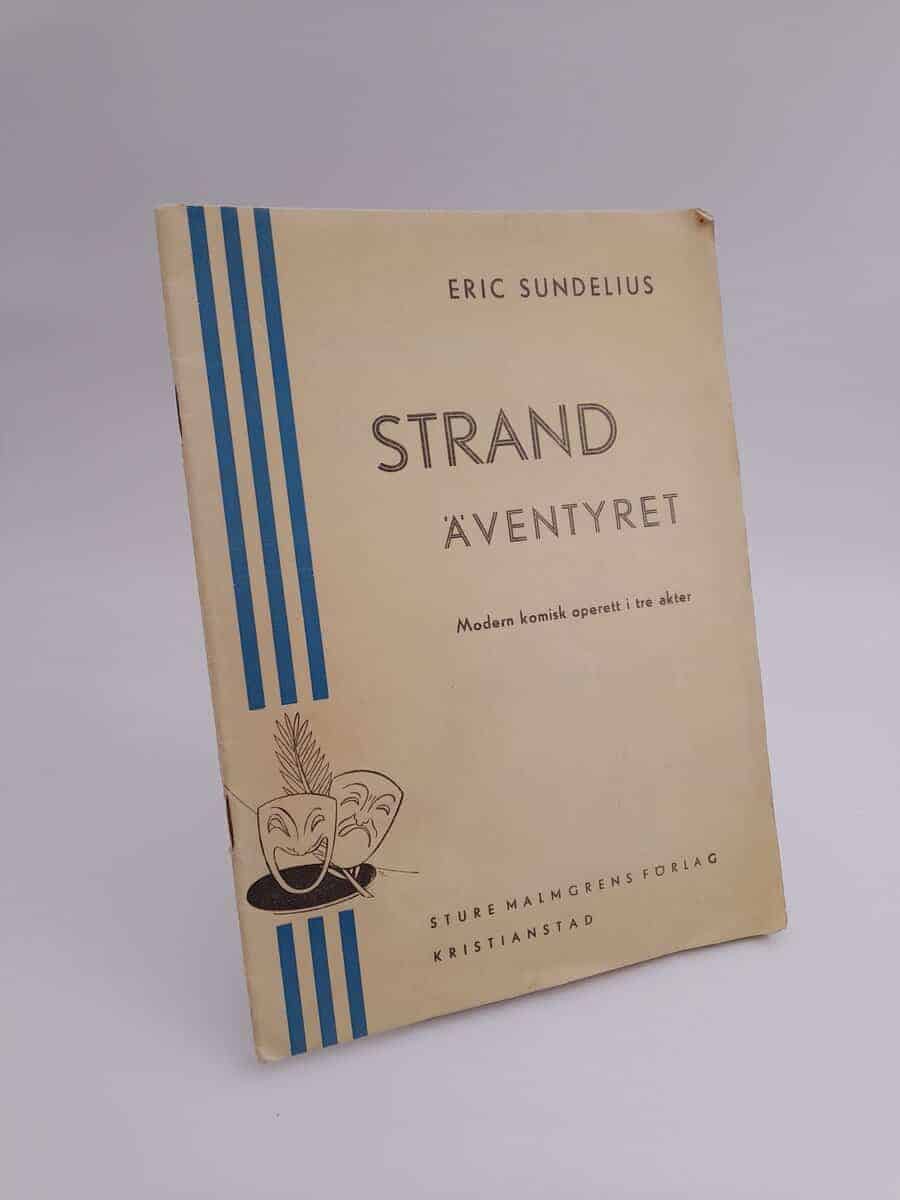 ERIC SUNDELIUS
STRAND
ÄVENTYRET
Modern komisk operett i tre akter
STURE MALMGRENS FÖRLAG
KRISTIANSTAD